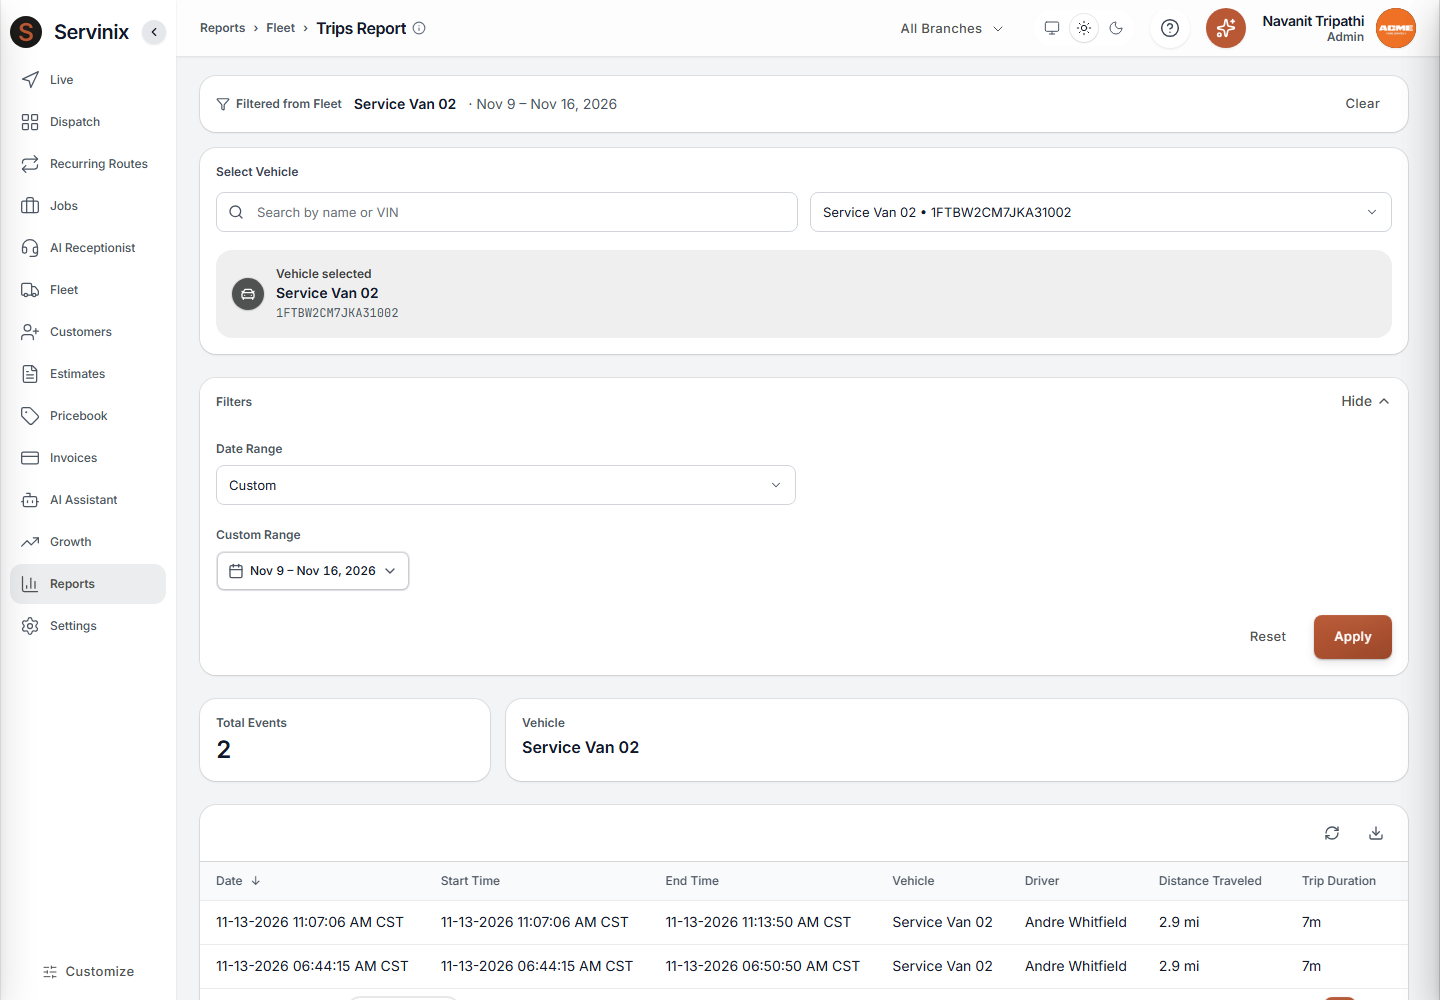 Servinix
Reports › Fleet › Trips Report
All Branches
Navanit Tripathi
Admin
ACME
Live
Dispatch
Recurring Routes
Jobs
AI Receptionist
Fleet
Customers
Estimates
Pricebook
Invoices
AI Assistant
Growth
Reports
Settings
Customize
Filtered from Fleet Service Van 02 · Nov 9 – Nov 16, 2026
Clear
Select Vehicle
Search by name or VIN
Service Van 02 • 1FTBW2CM7JKA31002
Vehicle selected
Service Van 02
1FTBW2CM7JKA31002
Filters
Hide
Date Range
Custom
Custom Range
Nov 9 – Nov 16, 2026
Reset
Apply
Total Events
2
Vehicle
Service Van 02
Date Start Time End Time Vehicle Driver Distance Traveled Trip Duration
11-13-2026 11:07:06 AM CST 11-13-2026 11:07:06 AM CST 11-13-2026 11:13:50 AM CST Service Van 02 Andre Whitfield 2.9 mi 7m
11-13-2026 06:44:15 AM CST 11-13-2026 06:44:15 AM CST 11-13-2026 06:50:50 AM CST Service Van 02 Andre Whitfield 2.9 mi 7m